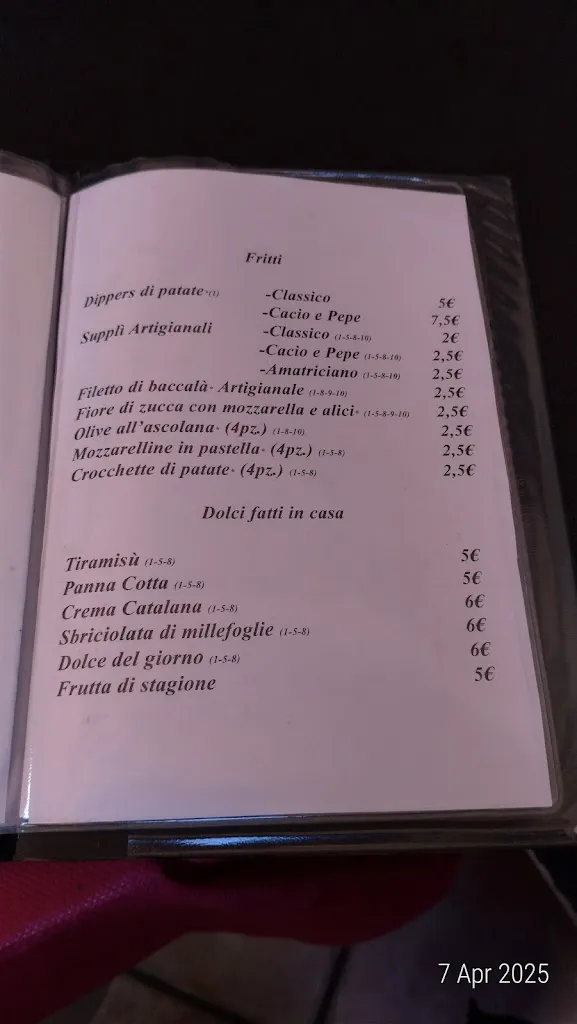 Fritti
Dippers di patate*(1) -Classico 5€
-Cacio e Pepe 7,5€
Supplì Artigianali -Classico (1-5-8-10) 2€
-Cacio e Pepe (1-5-8-10) 2,5€
-Amatriciano (1-5-8-10) 2,5€
Filetto di baccalà* Artigianale (1-8-9-10) 2,5€
Fiore di zucca con mozzarella e alici* (1-5-8-9-10) 2,5€
Olive all'ascolana* (4pz.) (1-8-10) 2,5€
Mozzarelline in pastella* (4pz.) (1-5-8) 2,5€
Crocchette di patate* (4pz.) (1-5-8) 2,5€
Dolci fatti in casa
Tiramisù (1-5-8) 5€
Panna Cotta (1-5-8) 5€
Crema Catalana (1-5-8) 6€
Sbriciolata di millefoglie (1-5-8) 6€
Dolce del giorno (1-5-8) 6€
Frutta di stagione 5€
7 Apr 2025